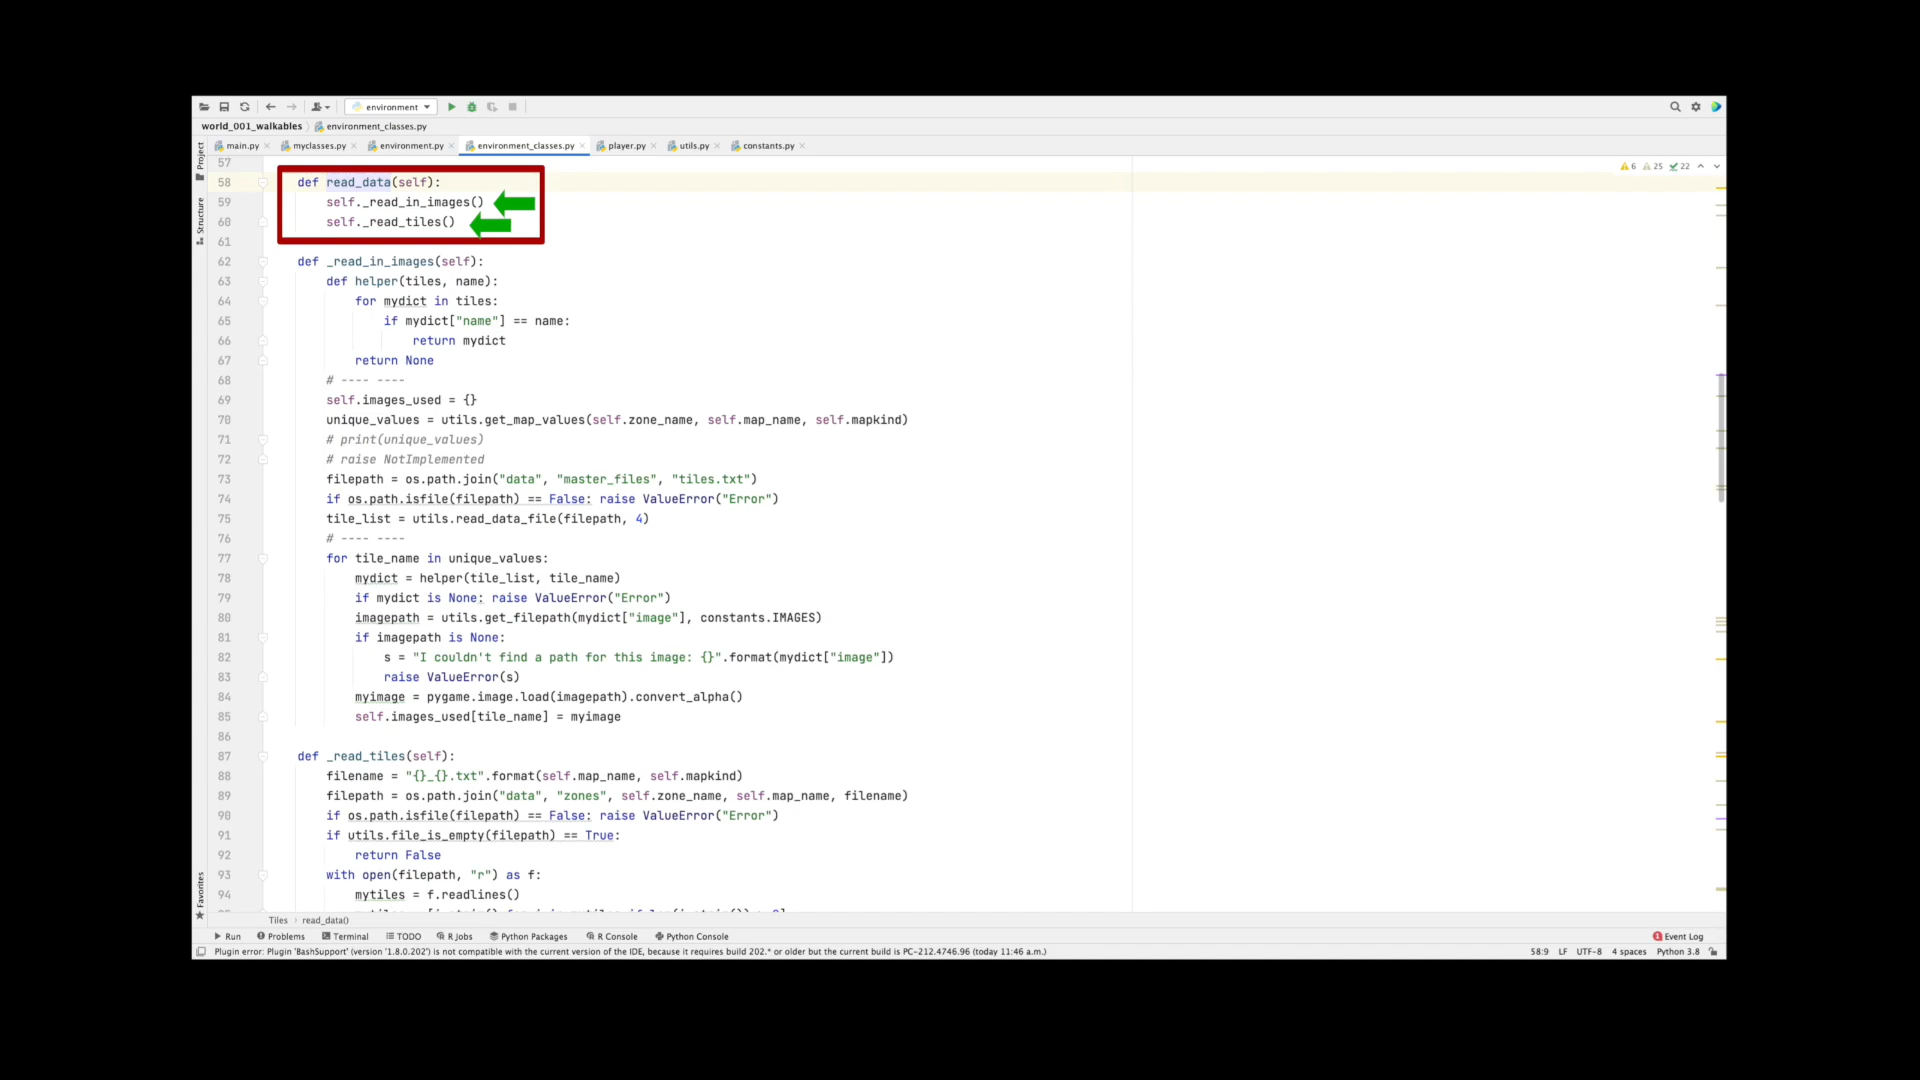 environment
world_001_walkables environment_classes.py
main.py myclasses.py environment.py environment_classes.py player.py utils.py constants.py
Project
Structure
Favorites
6 25 22
57
58 def read_data(self):
59 self._read_in_images()
60 self._read_tiles()
61
62 def _read_in_images(self):
63 def helper(tiles, name):
64 for mydict in tiles:
65 if mydict["name"] == name:
66 return mydict
67 return None
68 # ---- ----
69 self.images_used = {}
70 unique_values = utils.get_map_values(self.zone_name, self.map_name, self.mapkind)
71 # print(unique_values)
72 # raise NotImplemented
73 filepath = os.path.join("data", "master_files", "tiles.txt")
74 if os.path.isfile(filepath) == False: raise ValueError("Error")
75 tile_list = utils.read_data_file(filepath, 4)
76 # ---- ----
77 for tile_name in unique_values:
78 mydict = helper(tile_list, tile_name)
79 if mydict is None: raise ValueError("Error")
80 imagepath = utils.get_filepath(mydict["image"], constants.IMAGES)
81 if imagepath is None:
82 s = "I couldn't find a path for this image: {}".format(mydict["image"])
83 raise ValueError(s)
84 myimage = pygame.image.load(imagepath).convert_alpha()
85 self.images_used[tile_name] = myimage
86
87 def _read_tiles(self):
88 filename = "{}_{}.txt".format(self.map_name, self.mapkind)
89 filepath = os.path.join("data", "zones", self.zone_name, self.map_name, filename)
90 if os.path.isfile(filepath) == False: raise ValueError("Error")
91 if utils.file_is_empty(filepath) == True:
92 return False
93 with open(filepath, "r") as f:
94 mytiles = f.readlines()
Tiles read_data()
Run Problems Terminal TODO R Jobs Python Packages R Console Python Console 1 Event Log
Plugin error: Plugin 'BashSupport' (version '1.8.0.202') is not compatible with the current version of the IDE, because it requires build 202.* or older but the current build is PC-212.4746.96 (today 11:46 a.m.) 58:9 LF UTF-8 4 spaces Python 3.8